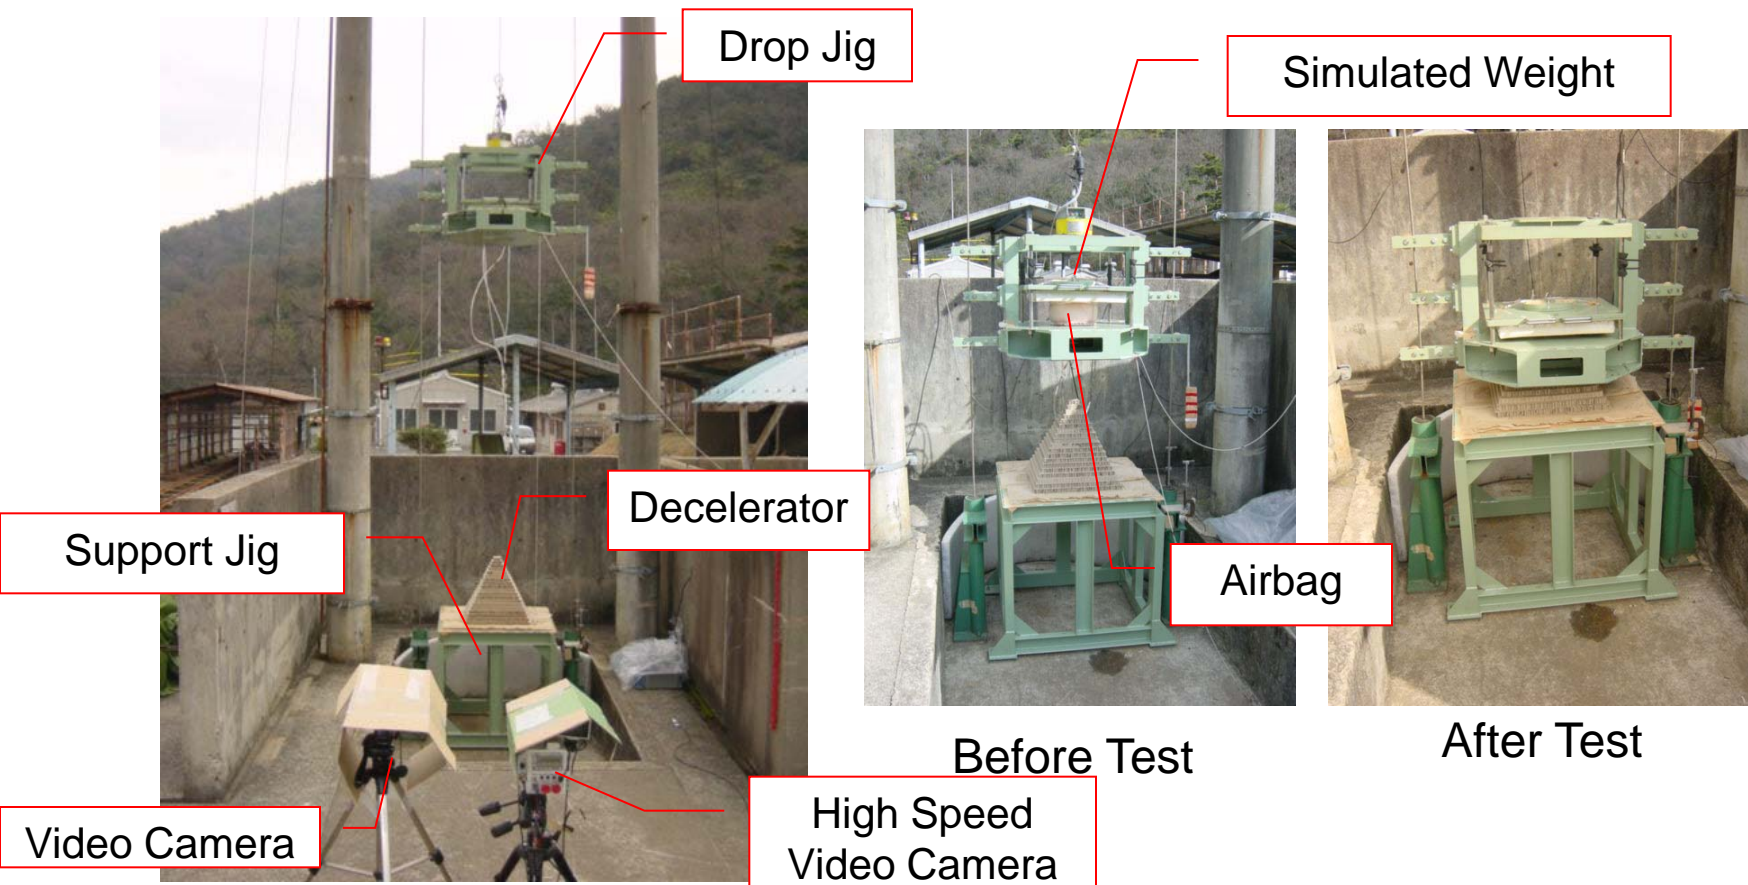 Drop Jig
Simulated Weight
Decelerator
Support Jig
Airbag
Before Test
After Test
Video Camera
High Speed
Video Camera